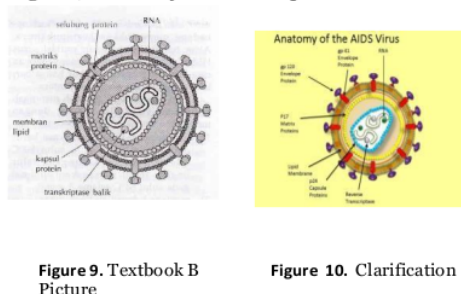 selubung protein
RNA
matriks
protein
membran
lipid
kapsul
protein
transkriptase balik
Anatomy of the AIDS Virus
gp 120
Envelope
Protein
gp 41
Envelope
Protein
RNA
P17
Matrix
Proteins
Lipid
Membrane
p24
Capsule
Proteins
Reverse
Transcriptase
Figure 9. Textbook B
Picture
Figure 10. Clarification